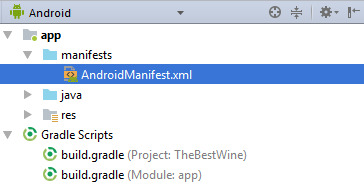 Android
app
manifests
AndroidManifest.xml
java
res
Gradle Scripts
build.gradle (Project: TheBestWine)
build.gradle (Module: app)